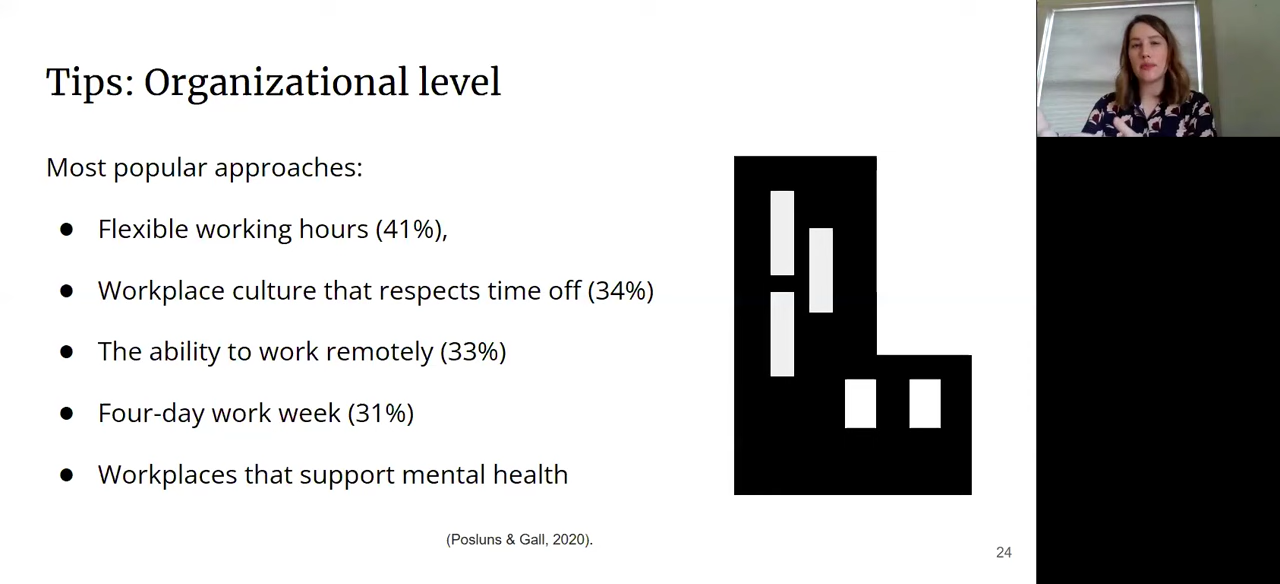 Tips: Organizational level
Most popular approaches:
● Flexible working hours (41%),
● Workplace culture that respects time off (34%)
● The ability to work remotely (33%)
● Four-day work week (31%)
● Workplaces that support mental health
(Posluns & Gall, 2020).
24